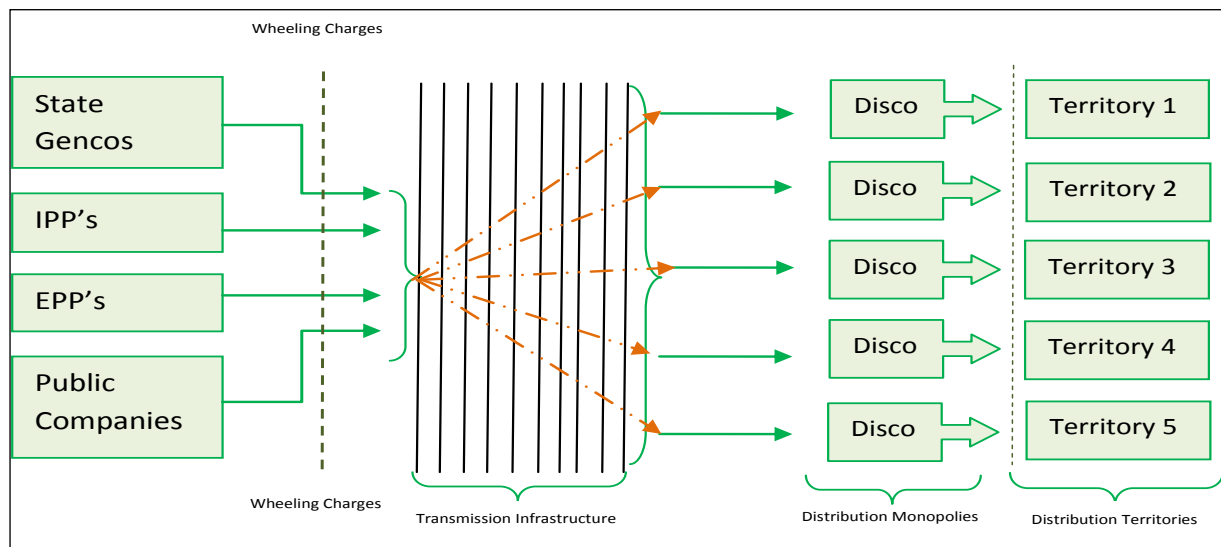 Wheeling Charges
State
Gencos
IPP's
EPP's
Public
Companies
Disco
Territory 1
Disco
Territory 2
Disco
Territory 3
Disco
Territory 4
Disco
Territory 5
Wheeling Charges
Transmission Infrastructure
Distribution Monopolies
Distribution Territories